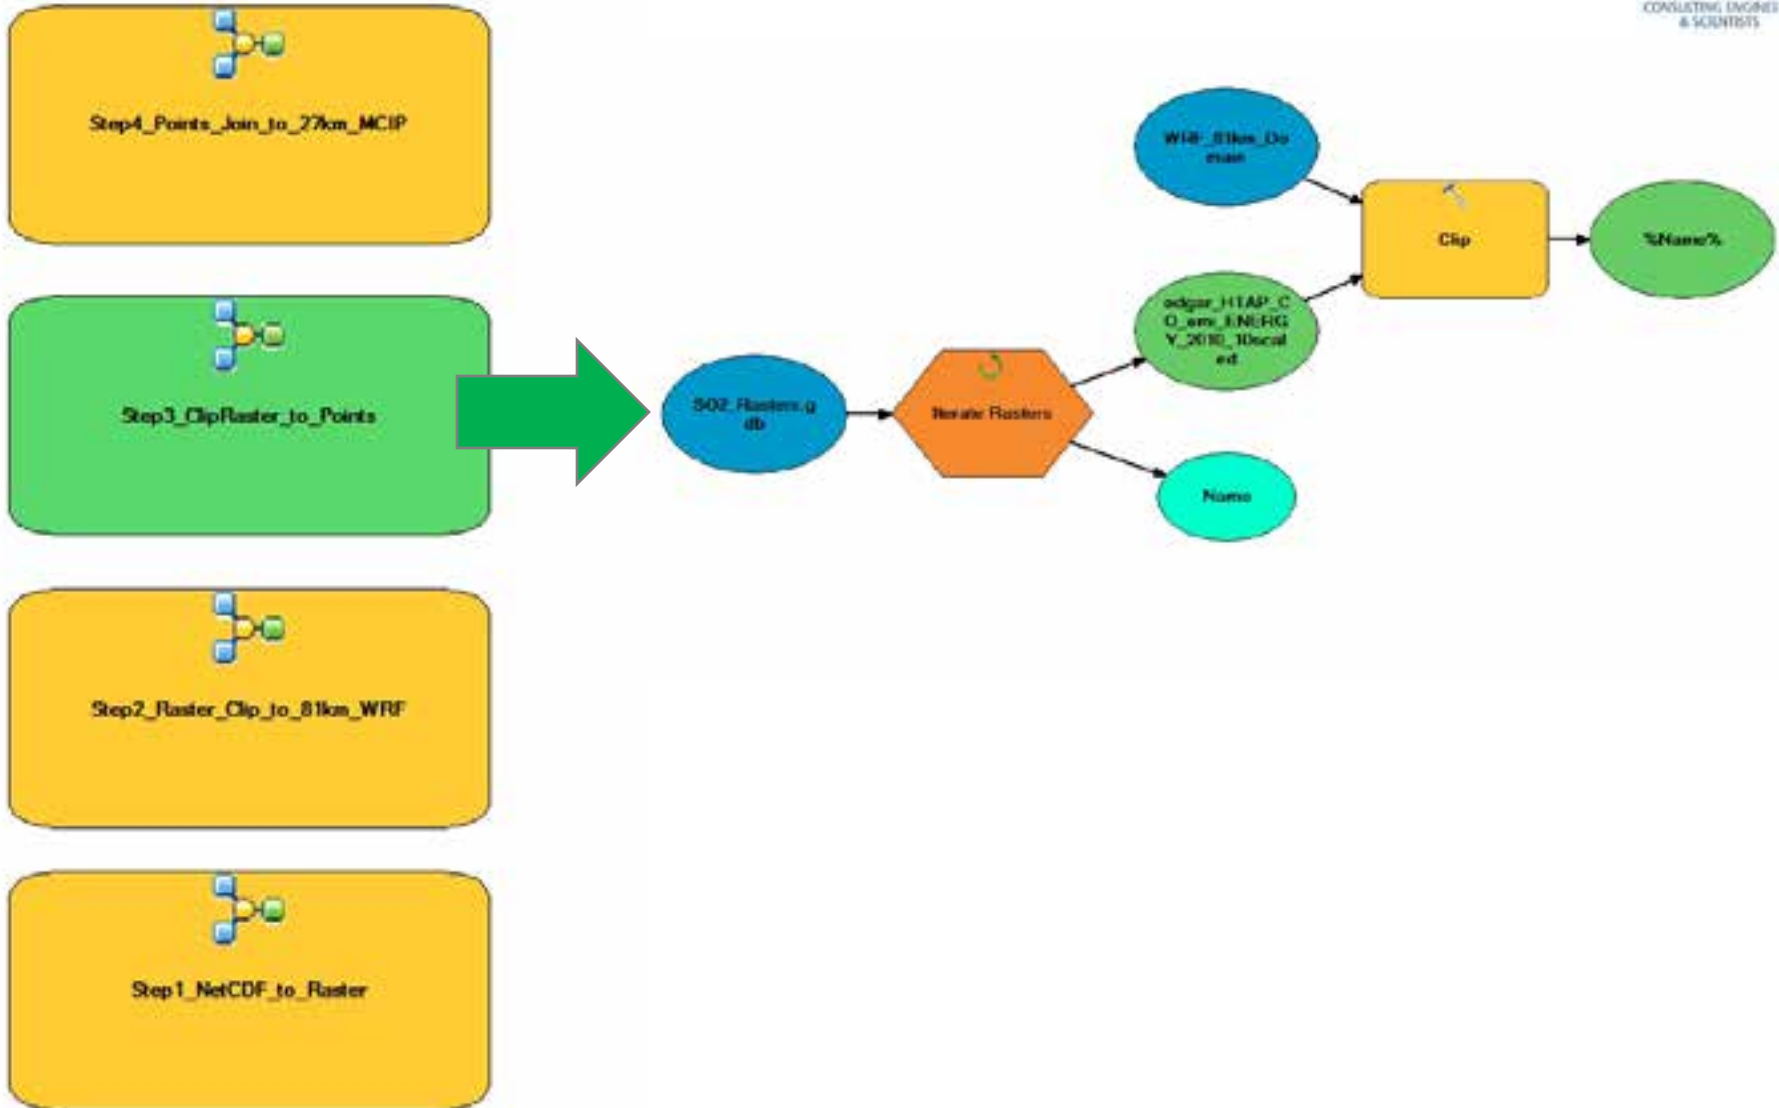 CONSULTING ENGINEE
& SCIENTISTS
Step4_Points_Join_to_27km_MCIP
Step3_ClipRaster_to_Points
Step2_Raster_Clip_to_81km_WRF
Step1_NetCDF_to_Raster
SO2_Rasters.g
db
Iterate Rasters
WRF_81km_Do
main
edgar_HTAP_C
O_emi_ENERG
Y_2010_10scal
ed
Name
Clip
%Name%